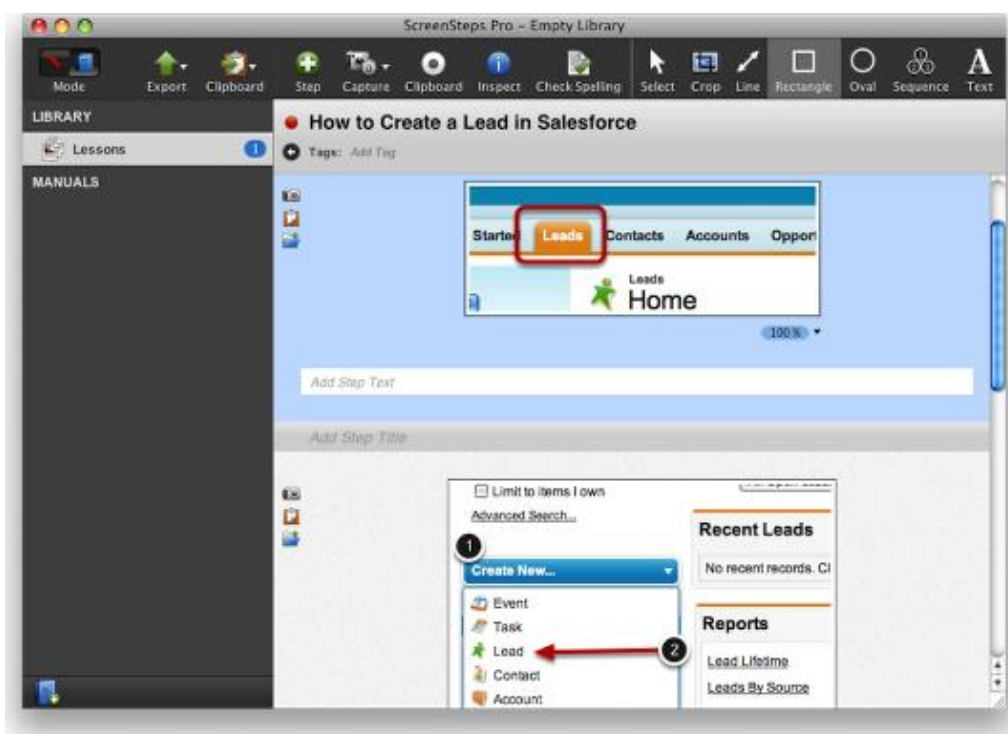 ScreenSteps Pro – Empty Library
Mode Export Clipboard Step Capture Clipboard Inspect Check Spelling Select Crop Line Rectangle Oval Sequence Text
LIBRARY
Lessons 1
MANUALS
How to Create a Lead in Salesforce
Tags: Add Tag
Started Leads Contacts Accounts Oppor
Leads
Home
100%
Add Step Text
Add Step Title
Limit to items I own
Advanced Search...
Recent Leads
1
Create New...
No recent records. Cl
Event
Task
Reports
Lead
2
Lead Lifetime
Contact
Leads By Source
Account